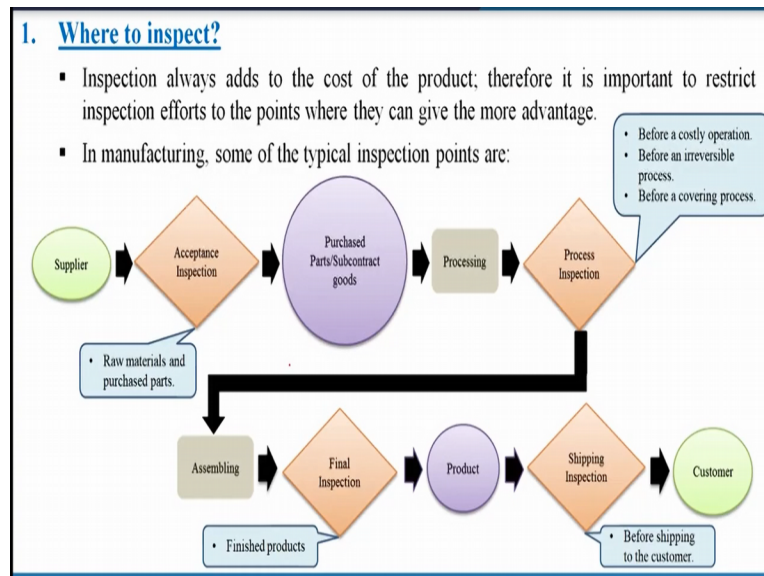 1. Where to inspect?
▪ Inspection always adds to the cost of the product; therefore it is important to restrict
inspection efforts to the points where they can give the more advantage.
▪ In manufacturing, some of the typical inspection points are:
• Before a costly operation.
• Before an irreversible
process.
• Before a covering process.
Supplier
Acceptance
Inspection
Purchased
Parts/Subcontract
goods
Processing
Process
Inspection
• Raw materials and
purchased parts.
Assembling
Final
Inspection
Product
Shipping
Inspection
Customer
• Finished products
• Before shipping
to the customer.